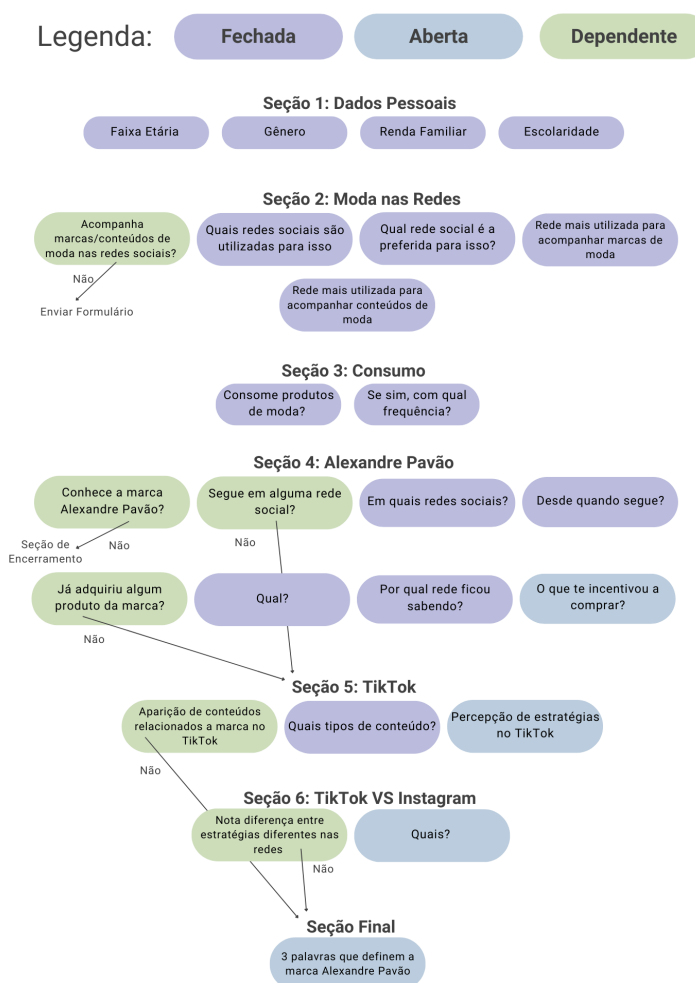 Legenda:
Fechada
Aberta
Dependente
Seção 1: Dados Pessoais
Faixa Etária
Gênero
Renda Familiar
Escolaridade
Seção 2: Moda nas Redes
Acompanha
marcas/conteúdos de
moda nas redes sociais?
Quais redes sociais são
utilizadas para isso
Qual rede social é a
preferida para isso?
Rede mais utilizada para
acompanhar marcas de
moda
Não
Enviar Formulário
Rede mais utilizada para
acompanhar conteúdos de
moda
Seção 3: Consumo
Consome produtos
de moda?
Se sim, com qual
frequência?
Seção 4: Alexandre Pavão
Conhece a marca
Alexandre Pavão?
Segue em alguma rede
social?
Em quais redes sociais?
Desde quando segue?
Seção de
Encerramento
Não
Não
Já adquiriu algum
produto da marca?
Qual?
Por qual rede ficou
sabendo?
O que te incentivou a
comprar?
Não
Seção 5: TikTok
Aparição de conteúdos
relacionados a marca no
TikTok
Quais tipos de conteúdo?
Percepção de estratégias
no TikTok
Não
Seção 6: TikTok VS Instagram
Nota diferença entre
estratégias diferentes nas
redes
Quais?
Não
Seção Final
3 palavras que definem a
marca Alexandre Pavão